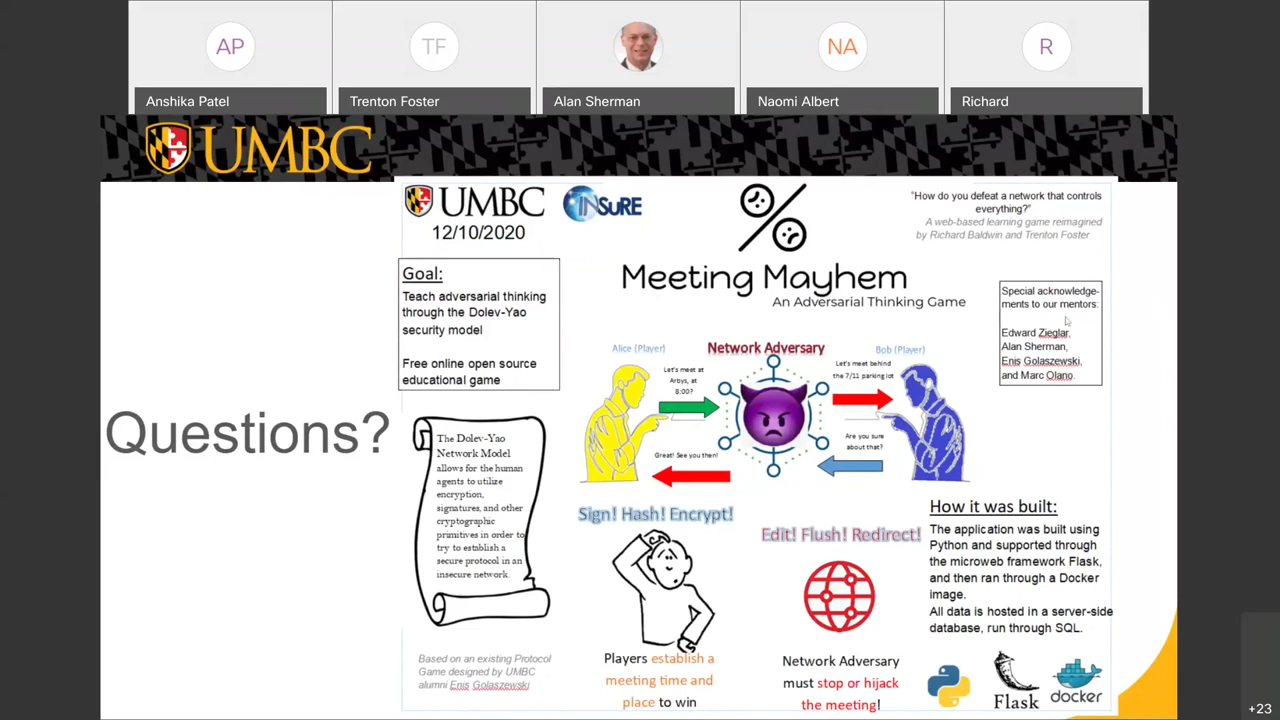 AP
TF
NA
R
Anshika Patel
Trenton Foster
Alan Sherman
Naomi Albert
Richard
UMBC
UMBC
INSuRE
12/10/2020
"How do you defeat a network that controls
everything?"
A web-based learning game reimagined
by Richard Baldwin and Trenton Foster
Meeting Mayhem
An Adversarial Thinking Game
Goal:
Teach adversarial thinking
through the Dolev-Yao
security model
Free online open source
educational game
Special acknowledge-
ments to our mentors:
Edward Zieglar,
Alan Sherman,
Enis Golaszewski,
and Marc Olano.
Questions?
The Dolev-Yao
Network Model
allows for the human
agents to utilize
encryption,
signatures, and other
cryptographic
primitives in order to
try to establish a
secure protocol in an
insecure network.
Alice (Player)
Network Adversary
Bob (Player)
Let's meet at
Arbys, at
8:00?
Let's meet behind
the 7/11 parking lot
Are you sure
about that?
Great! See you then!
Sign! Hash! Encrypt!
Edit! Flush! Redirect!
How it was built:
The application was built using
Python and supported through
the microweb framework Flask,
and then ran through a Docker
image.
All data is hosted in a server-side
database, run through SQL.
Based on an existing Protocol
Game designed by UMBC
alumni Enis Golaszewski
Players establish a
meeting time and
place to win
Network Adversary
must stop or hijack
the meeting!
Flask
docker
+23